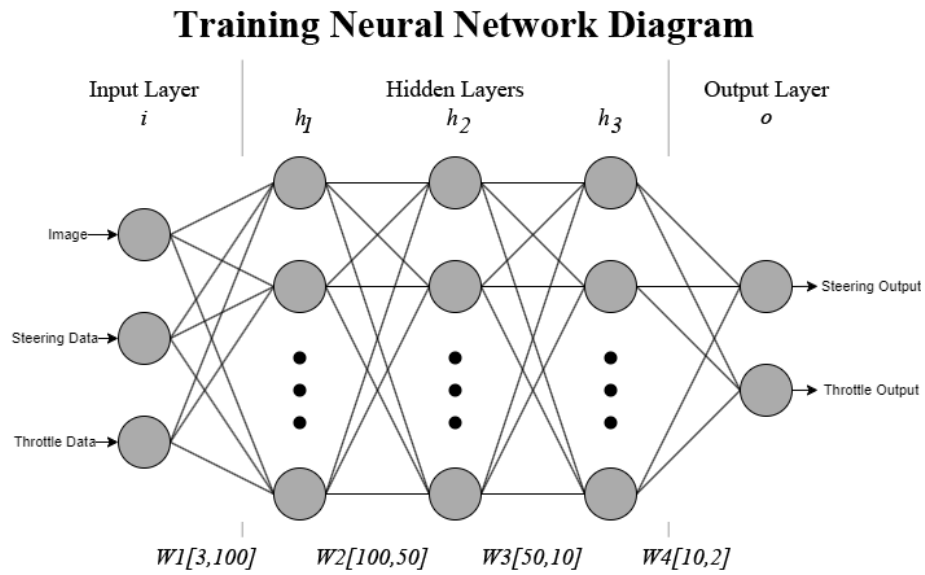 Training Neural Network Diagram
Input Layer
i
Hidden Layers
h1
h2
h3
Output Layer
o
Image
Steering Data
Throttle Data
Steering Output
Throttle Output
W1[3,100]
W2[100,50]
W3[50,10]
W4[10,2]